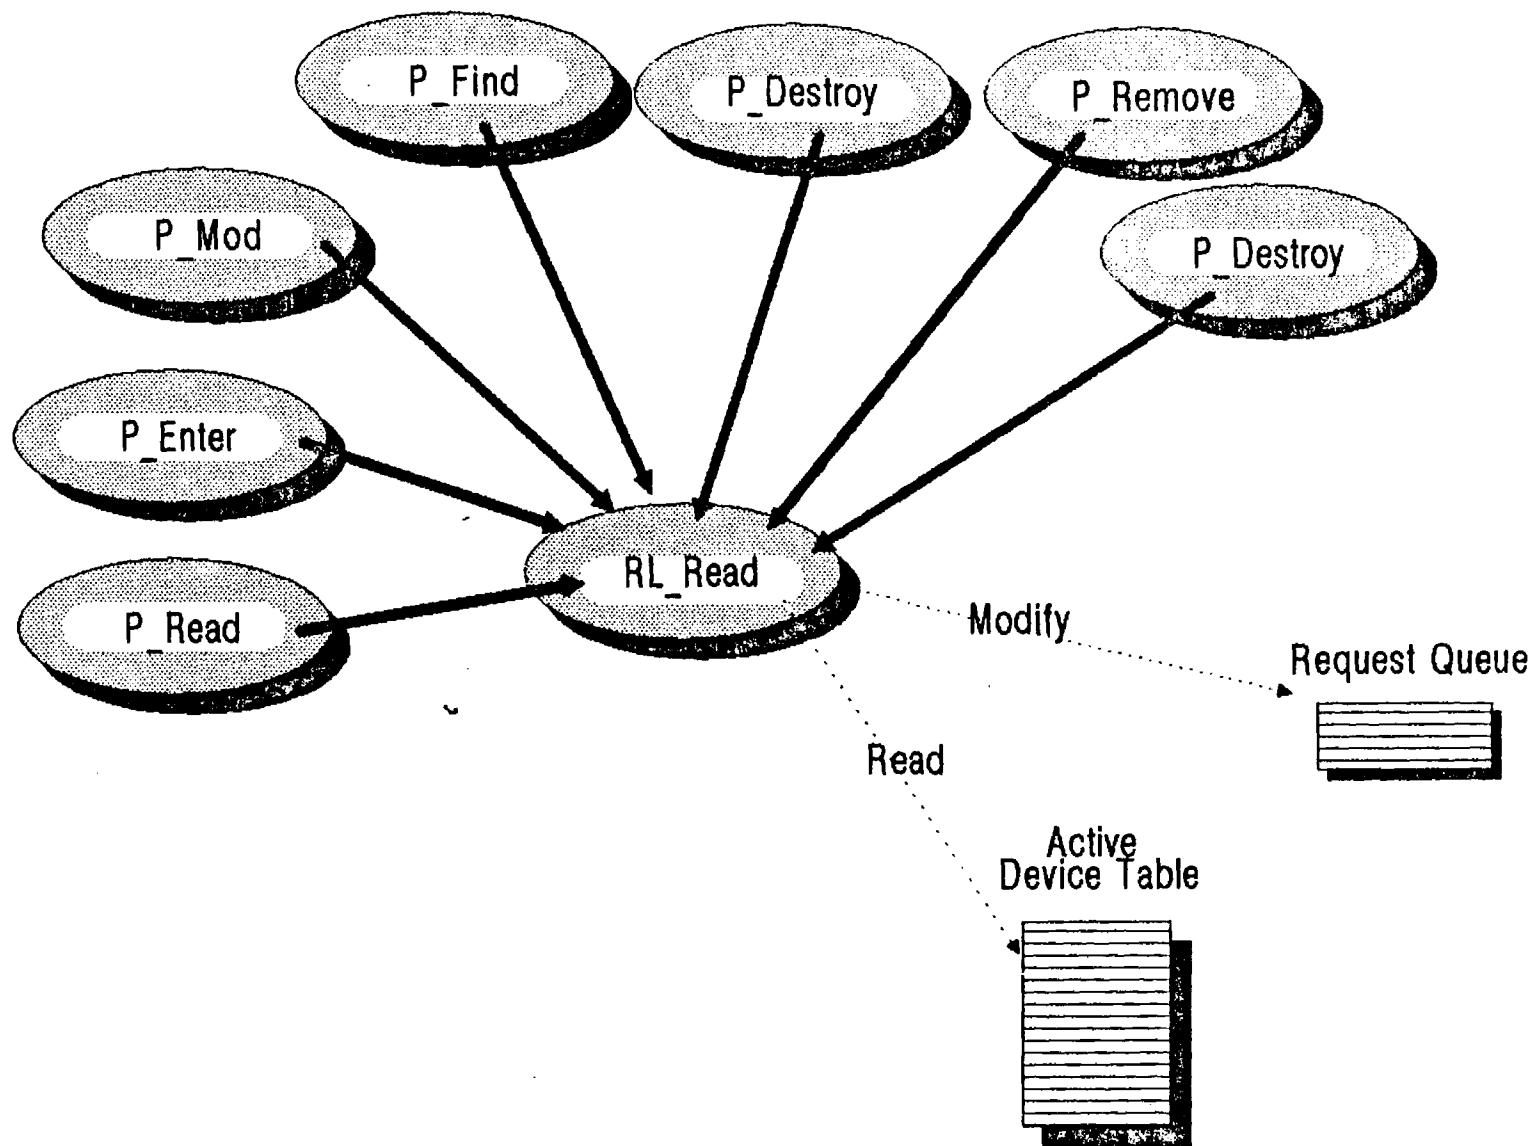 P_Find
P_Destroy
P_Remove
P_Mod
P_Destroy
P_Enter
RL_Read
P_Read
Modify
Request Queue
Read
Active
Device Table